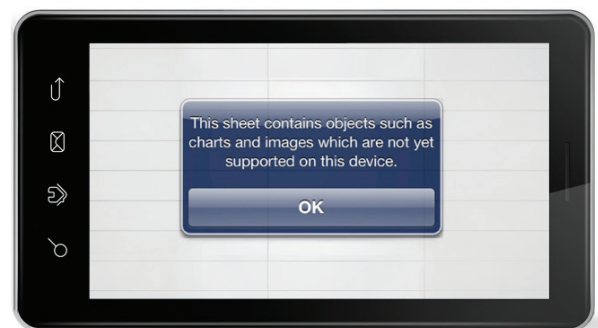 This sheet contains objects such as
charts and images which are not yet
supported on this device.
OK